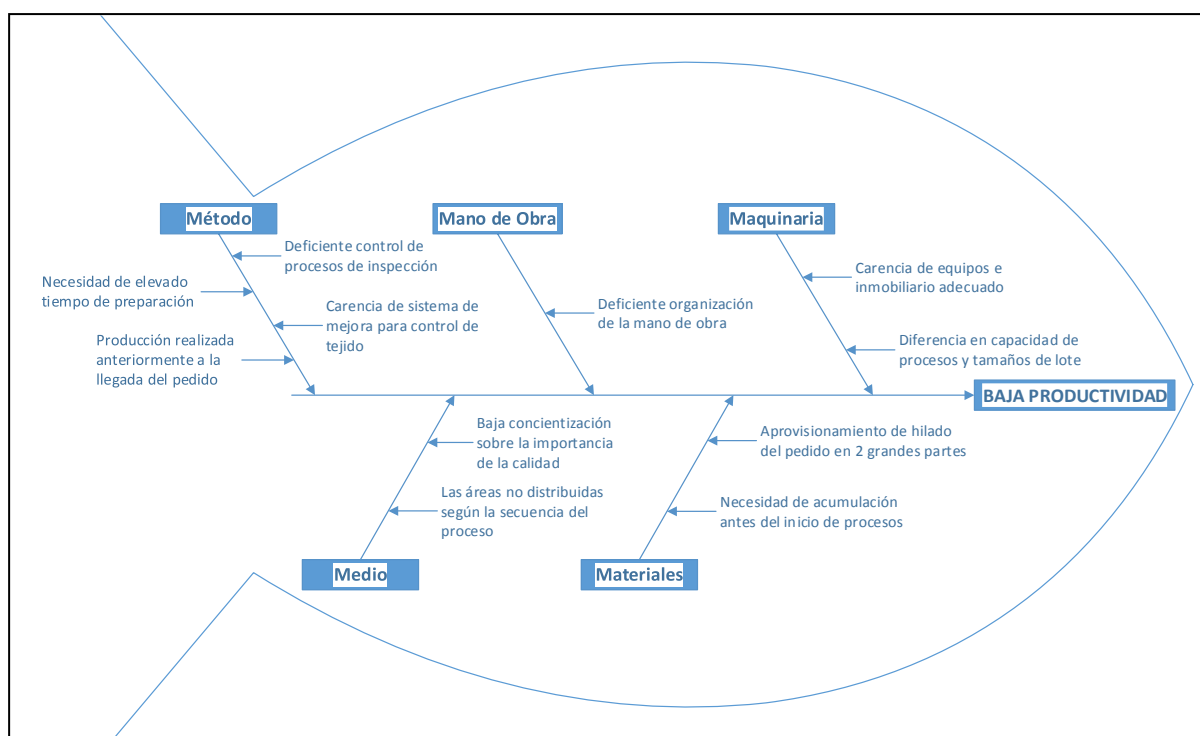 Método
Mano de Obra
Maquinaria
Deficiente control de
procesos de inspección
Necesidad de elevado
tiempo de preparación
Carencia de sistema de
mejora para control de
tejido
Producción realizada
anteriormente a la
llegada del pedido
Deficiente organización
de la mano de obra
Carencia de equipos e
inmobiliario adecuado
Diferencia en capacidad de
procesos y tamaños de lote
BAJA PRODUCTIVIDAD
Baja concientización
sobre la importancia
de la calidad
Las áreas no distribuidas
según la secuencia del
proceso
Aprovisionamiento de hilado
del pedido en 2 grandes partes
Necesidad de acumulación
antes del inicio de procesos
Medio
Materiales